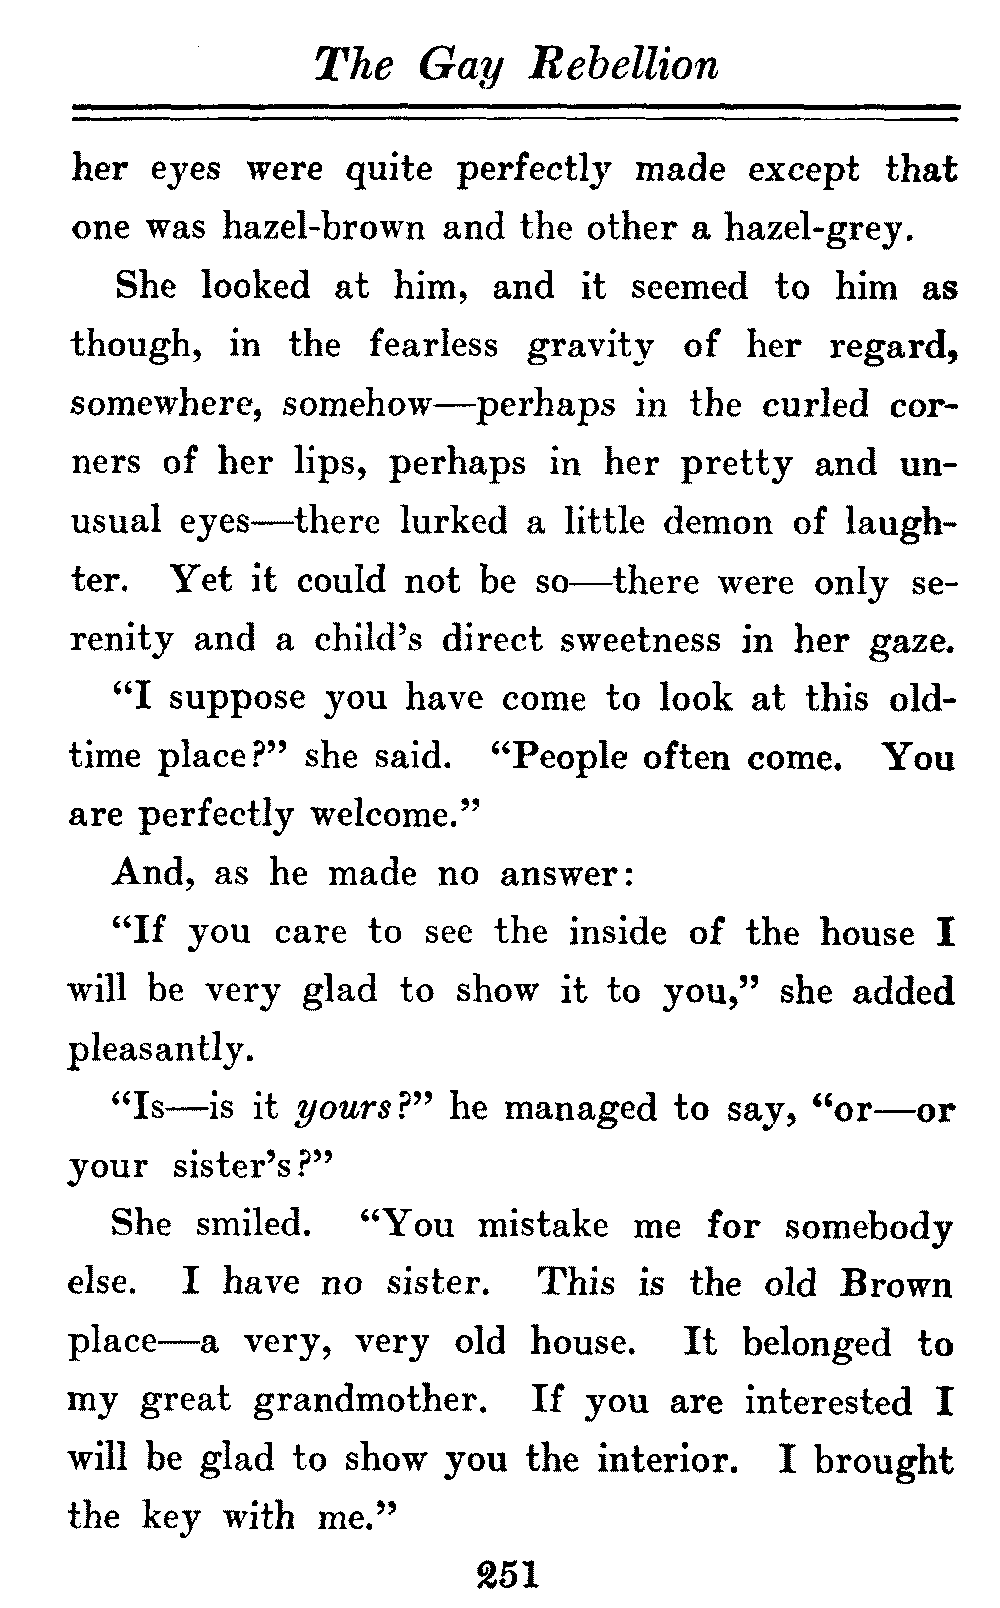 The Gay Rebellion
her eyes were quite perfectly made except that
one was hazel-brown and the other a hazel-grey.
She looked at him, and it seemed to him as
though, in the fearless gravity of her regard,
somewhere, somehow—perhaps in the curled cor-
ners of her lips, perhaps in her pretty and un-
usual eyes—there lurked a little demon of laugh-
ter. Yet it could not be so—there were only se-
renity and a child's direct sweetness in her gaze.
"I suppose you have come to look at this old-
time place?" she said. "People often come. You
are perfectly welcome."
And, as he made no answer:
"If you care to see the inside of the house I
will be very glad to show it to you," she added
pleasantly.
"Is—is it yours?" he managed to say, "or—or
your sister's?"
She smiled. "You mistake me for somebody
else. I have no sister. This is the old Brown
place—a very, very old house. It belonged to
my great grandmother. If you are interested I
will be glad to show you the interior. I brought
the key with me."
251